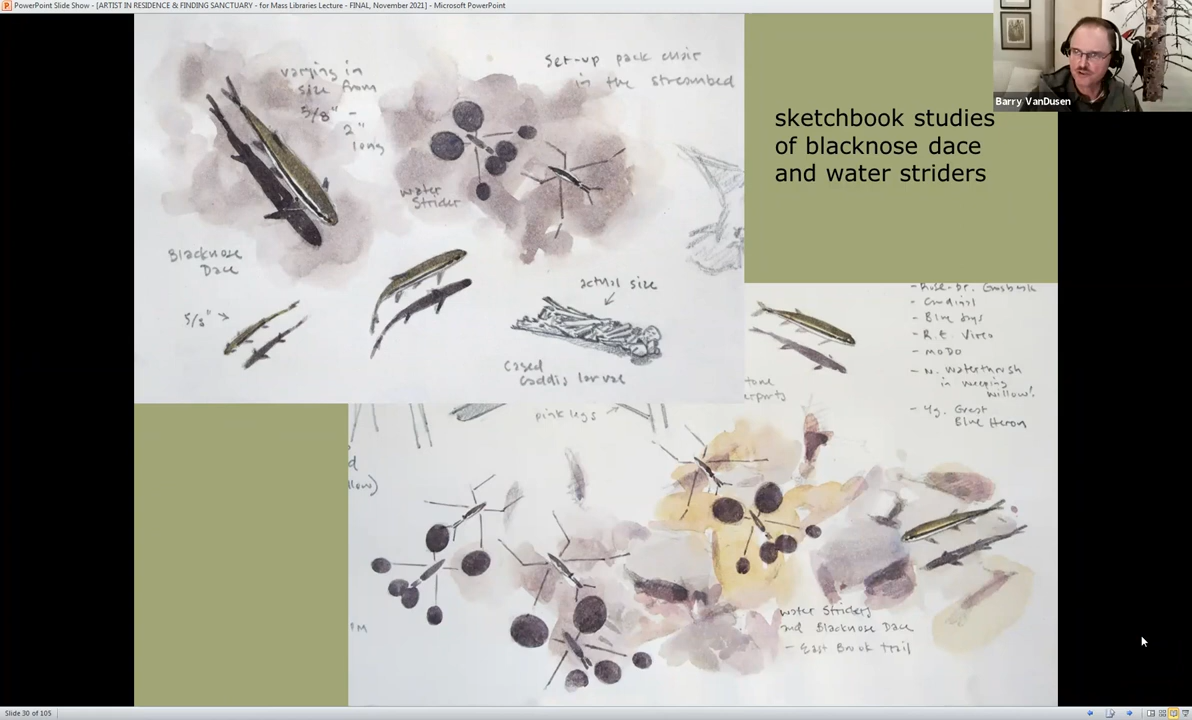 PowerPoint Slide Show - [ARTIST IN RESIDENCE & FINDING SANCTUARY - for Mass Libraries Lecture - FINAL, November 2021] - Microsoft PowerPoint
Barry VanDusen
sketchbook studies
of blacknose dace
and water striders
varying in
size from
5/8" -
2"
long
set-up pack chair
in the streambed
water
strider
Blacknose
Dace
5/8"
actual size
cased
caddis larvae
- Rose-br. Grosbeak
- Cardinal
- Blue Jays
- R.E. Vireo
- MODO
- N. waterthrush
in weeping
willow!
- Yg. Great
Blue Heron
pink legs
water striders
and Blacknose Dace
- East Brook Trail
PM
Slide 30 of 105